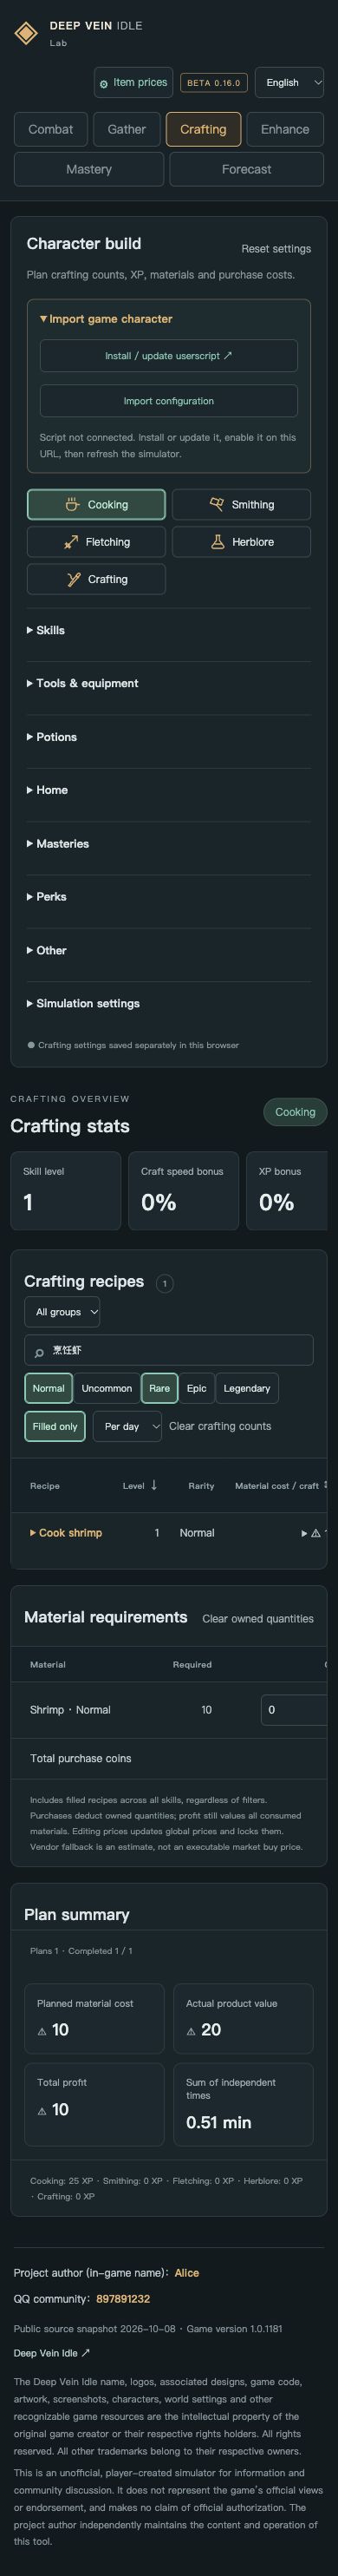 DEEP VEIN IDLE
Lab
Item prices
BETA 0.16.0
English
Combat
Gather
Crafting
Enhance
Mastery
Forecast
Character build
Reset settings
Plan crafting counts, XP, materials and purchase costs.
▼ Import game character
Install / update userscript ↗
Import configuration
Script not connected. Install or update it, enable it on this
URL, then refresh the simulator.
Cooking
Smithing
Fletching
Herblore
Crafting
▶ Skills
▶ Tools & equipment
▶ Potions
▶ Home
▶ Masteries
▶ Perks
▶ Other
▶ Simulation settings
Crafting settings saved separately in this browser
CRAFTING OVERVIEW
Crafting stats
Cooking
Skill level
1
Craft speed bonus
0%
XP bonus
0%
Crafting recipes 1
All groups
烹饪虾
Normal Uncommon Rare Epic Legendary
Filled only Per day Clear crafting counts
Recipe Level ↓ Rarity Material cost / craft
▶ Cook shrimp 1 Normal ▶ ⚠
Material requirements Clear owned quantities
Material Required
Shrimp · Normal 10 0
Total purchase coins
Includes filled recipes across all skills, regardless of filters.
Purchases deduct owned quantities; profit still values all consumed
materials. Editing prices updates global prices and locks them.
Vendor fallback is an estimate, not an executable market buy price.
Plan summary
Plans 1 · Completed 1 / 1
Planned material cost
⚠ 10
Actual product value
⚠ 20
Total profit
⚠ 10
Sum of independent
times
0.51 min
Cooking: 25 XP · Smithing: 0 XP · Fletching: 0 XP · Herblore: 0 XP
· Crafting: 0 XP
Project author (in-game name): Alice
QQ community: 897891232
Public source snapshot 2026-10-08 · Game version 1.0.1181
Deep Vein Idle ↗
The Deep Vein Idle name, logos, associated designs, game code,
artwork, screenshots, characters, world settings and other
recognizable game resources are the intellectual property of the
original game creator or their respective rights holders. All rights
reserved. All other trademarks belong to their respective owners.
This is an unofficial, player-created simulator for information and
community discussion. It does not represent the game's official views
or endorsement, and makes no claim of official authorization. The
project author independently maintains the content and operation of
this tool.